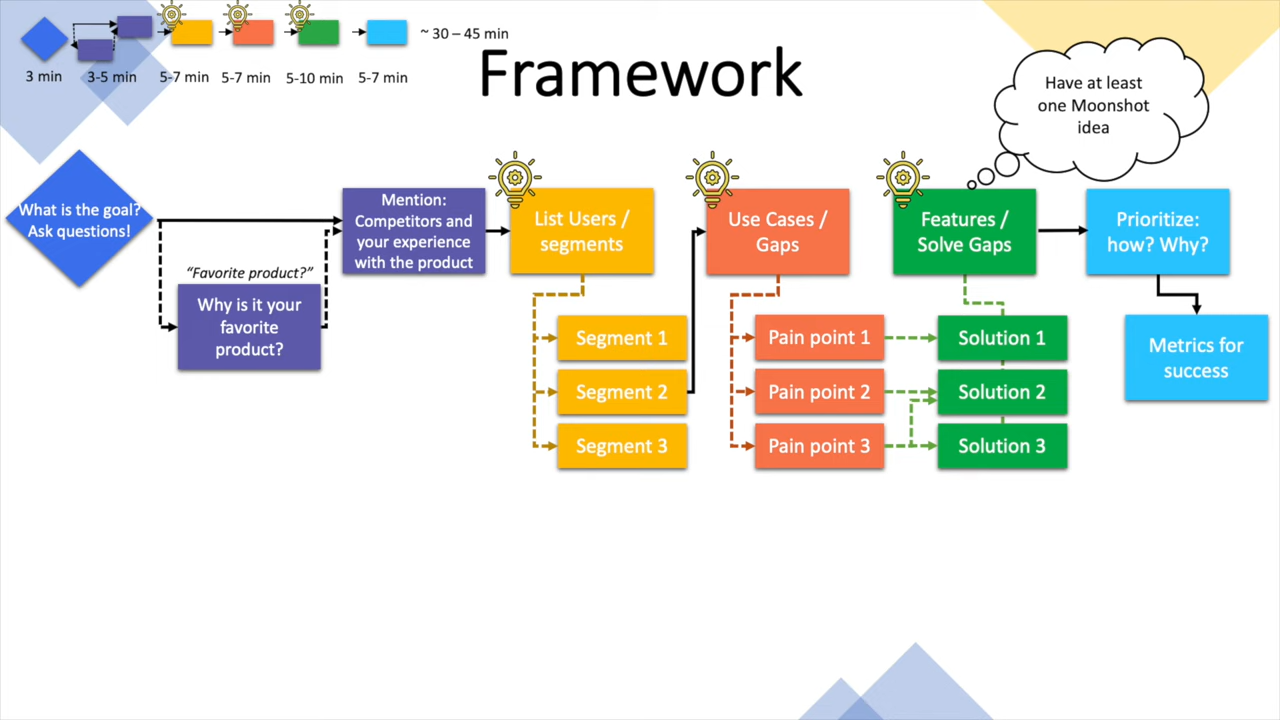 ~ 30 – 45 min
3 min
3-5 min
5-7 min
5-7 min
5-10 min
5-7 min
Framework
Have at least
one Moonshot
idea
What is the goal?
Ask questions!
“Favorite product?”
Why is it your
favorite
product?
Mention:
Competitors and
your experience
with the product
List Users /
segments
Segment 1
Segment 2
Segment 3
Use Cases /
Gaps
Pain point 1
Pain point 2
Pain point 3
Features /
Solve Gaps
Solution 1
Solution 2
Solution 3
Prioritize:
how? Why?
Metrics for
success